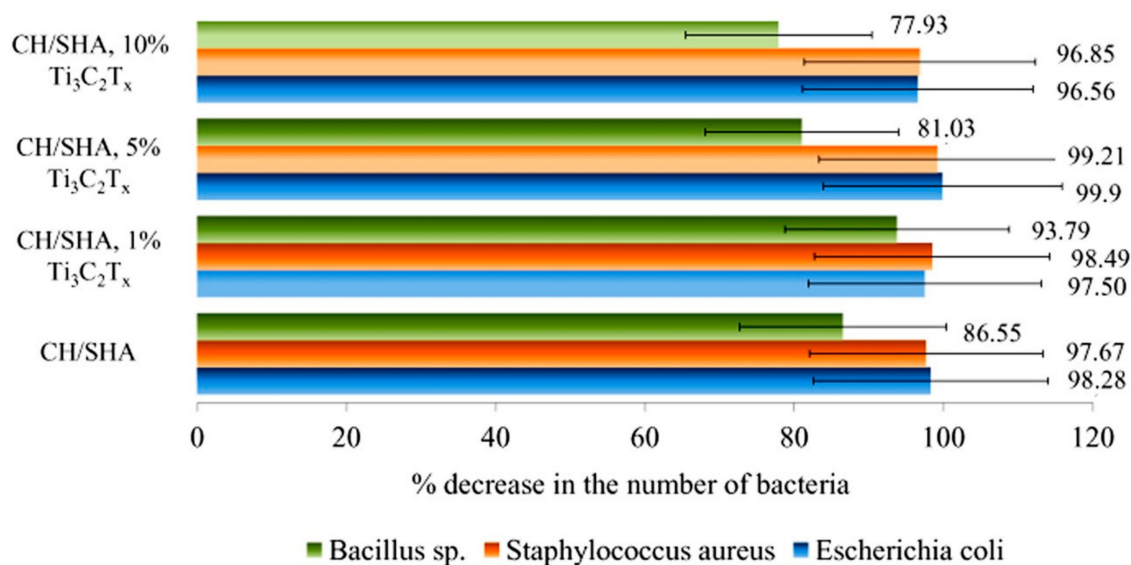 CH/SHA, 10%
Ti₃C₂Tₓ
77.93
96.85
96.56
CH/SHA, 5%
Ti₃C₂Tₓ
81.03
99.21
99.9
CH/SHA, 1%
Ti₃C₂Tₓ
93.79
98.49
97.50
CH/SHA
86.55
97.67
98.28
0 20 40 60 80 100 120
% decrease in the number of bacteria
Bacillus sp. Staphylococcus aureus Escherichia coli